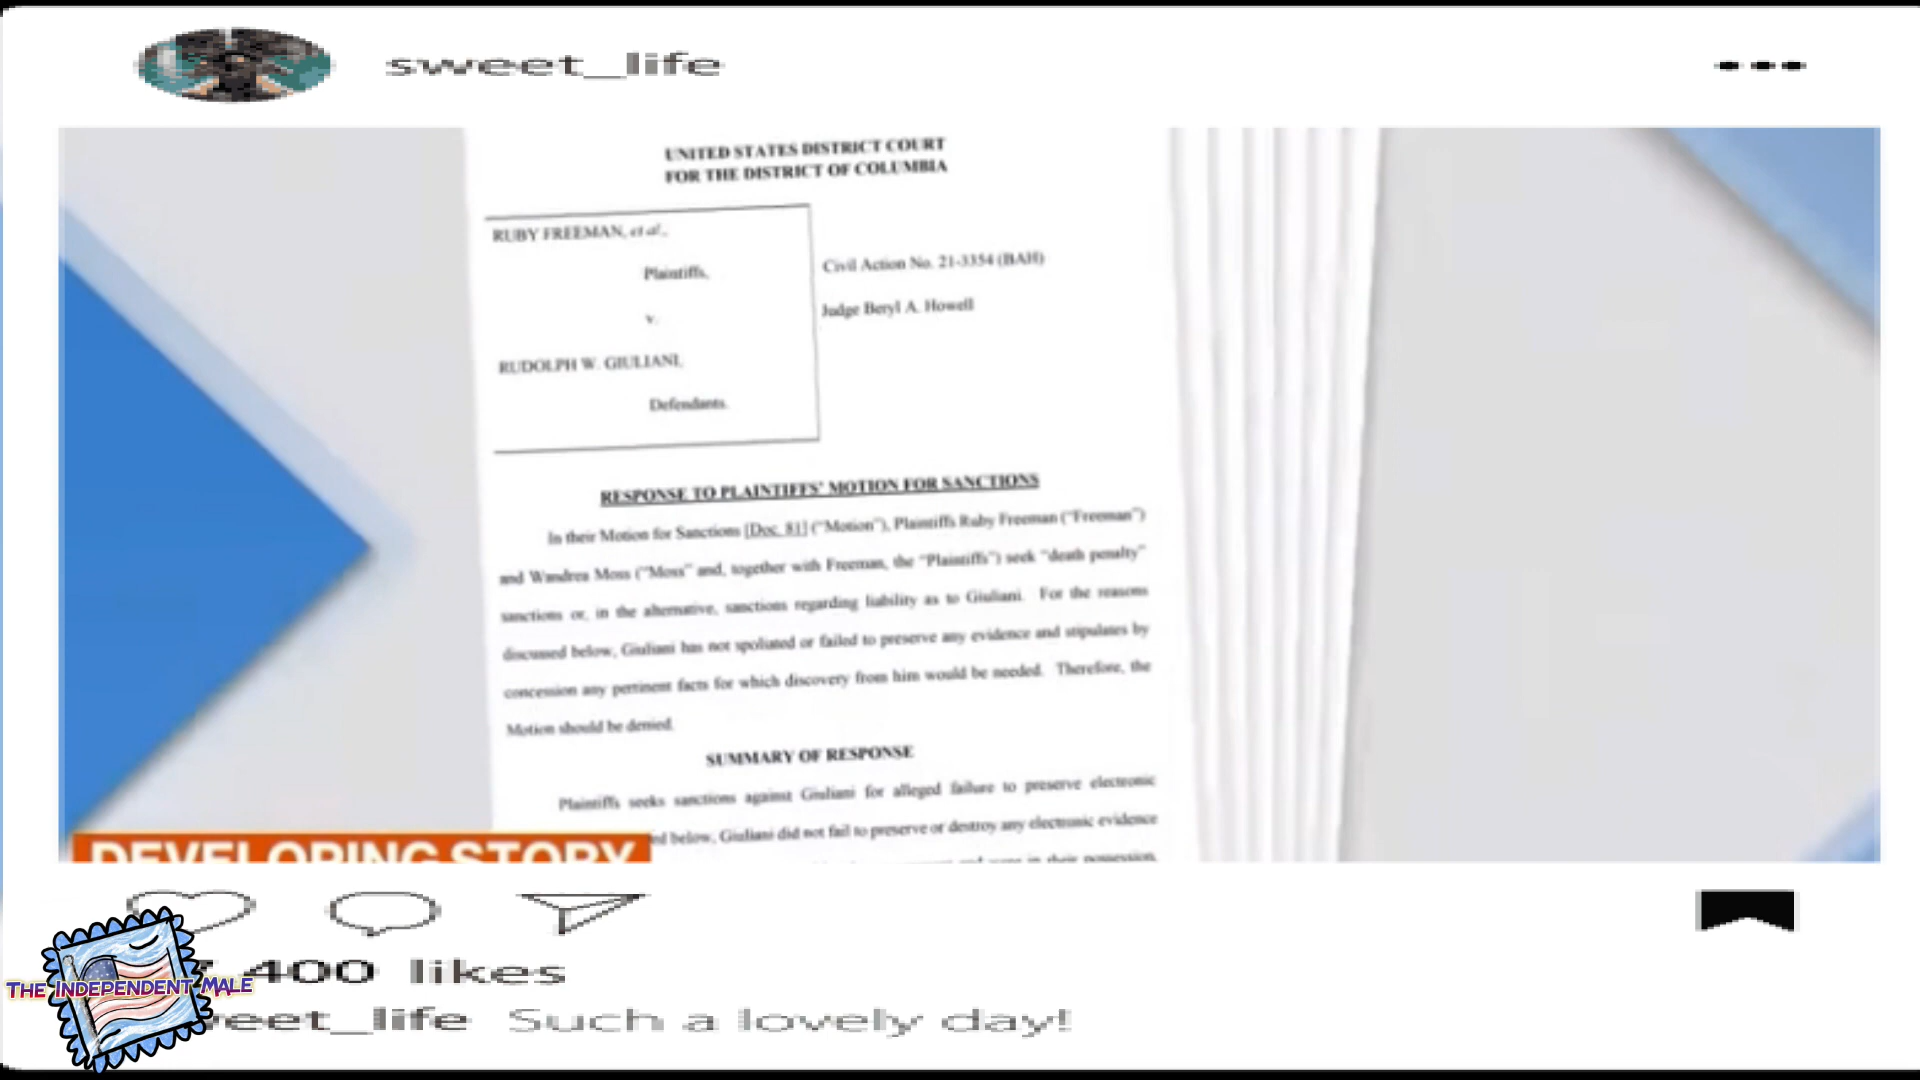 sweet_life
UNITED STATES DISTRICT COURT
FOR THE DISTRICT OF COLUMBIA
RUBY FREEMAN, et al.,
Plaintiffs,
v.
RUDOLPH W. GIULIANI,
Defendants.
Civil Action No. 21-3354 (BAH)
Judge Beryl A. Howell
RESPONSE TO PLAINTIFFS' MOTION FOR SANCTIONS
In their Motion for Sanctions [Doc. 81] ("Motion"), Plaintiffs Ruby Freeman ("Freeman")
and Wandrea Moss ("Moss" and, together with Freeman, the "Plaintiffs") seek "death penalty"
sanctions or, in the alternative, sanctions regarding liability as to Giuliani. For the reasons
discussed below, Giuliani has not spoliated or failed to preserve any evidence and stipulates by
concession any pertinent facts for which discovery from him would be needed. Therefore, the
Motion should be denied.
SUMMARY OF RESPONSE
Plaintiffs seeks sanctions against Giuliani for alleged failure to preserve electronic
below, Giuliani did not fail to preserve or destroy any electronic evidence
in their possession,
DEVELOPING STORY
400 likes
THE INDEPENDENT MALE
eet_life Such a lovely day!